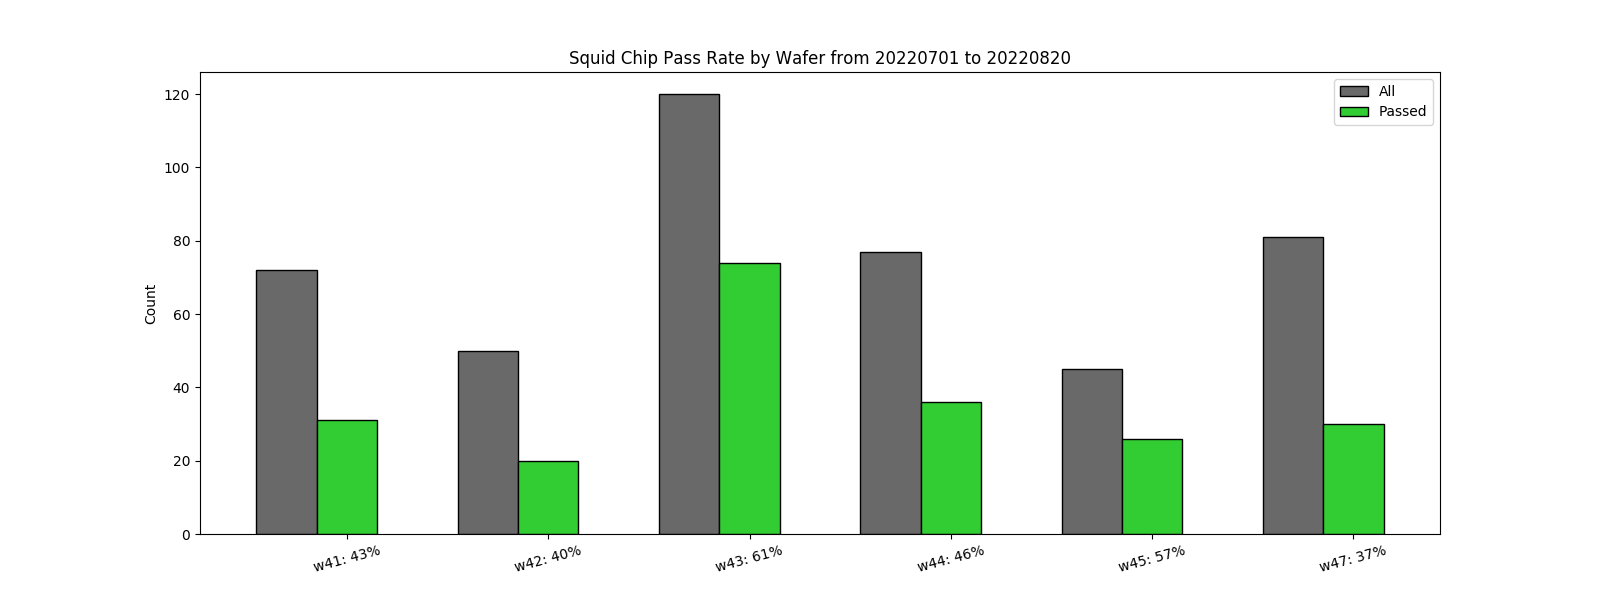 Squid Chip Pass Rate by Wafer from 20220701 to 20220820
All
Passed
120
100
80
60
40
20
0
Count
w41: 43%
w42: 40%
w43: 61%
w44: 46%
w45: 57%
w47: 37%